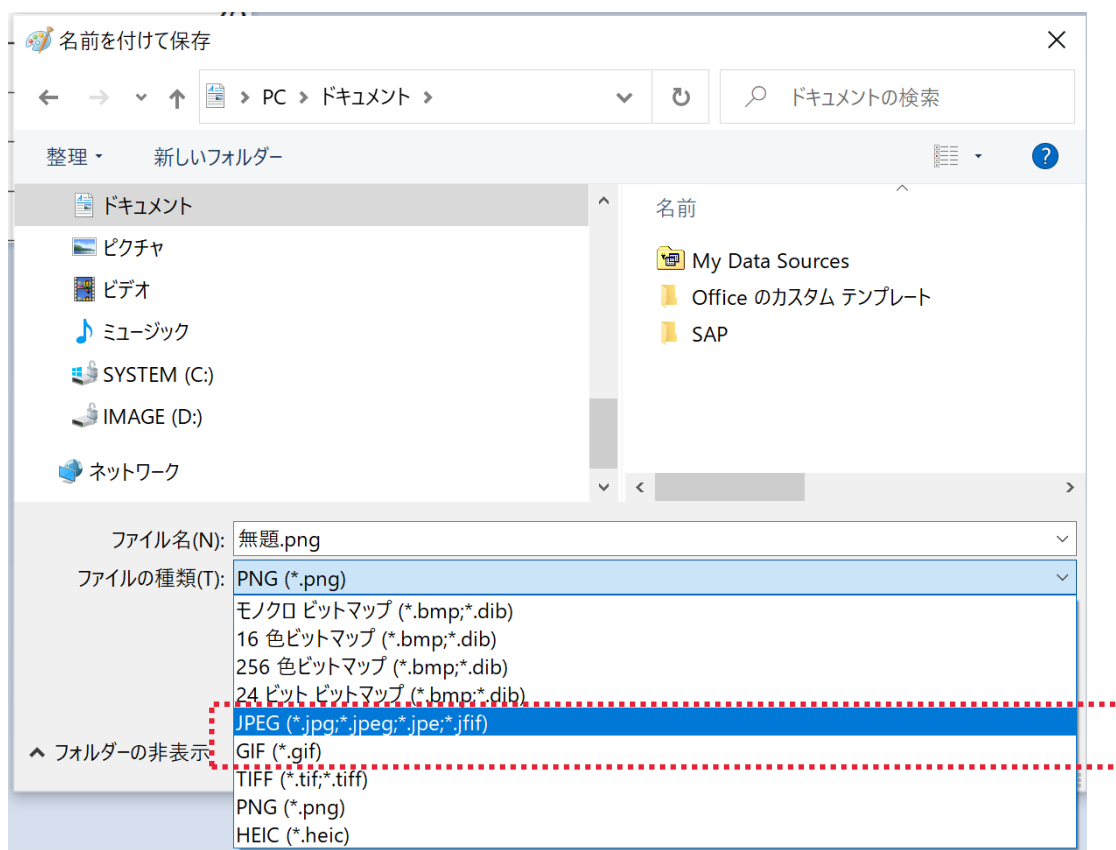 名前を付けて保存
PC > ドキュメント >
ドキュメントの検索
整理
新しいフォルダー
?
ドキュメント
ピクチャ
ビデオ
ミュージック
SYSTEM (C:)
IMAGE (D:)
ネットワーク
名前
My Data Sources
Office のカスタム テンプレート
SAP
ファイル名(N): 無題.png
ファイルの種類(T): PNG (*.png)
モノクロ ビットマップ (*.bmp;*.dib)
16 色ビットマップ (*.bmp;*.dib)
256 色ビットマップ (*.bmp;*.dib)
24 ビット ビットマップ (*.bmp;*.dib)
JPEG (*.jpg;*.jpeg;*.jpe;*.jfif)
フォルダーの非表示
GIF (*.gif)
TIFF (*.tif;*.tiff)
PNG (*.png)
HEIC (*.heic)